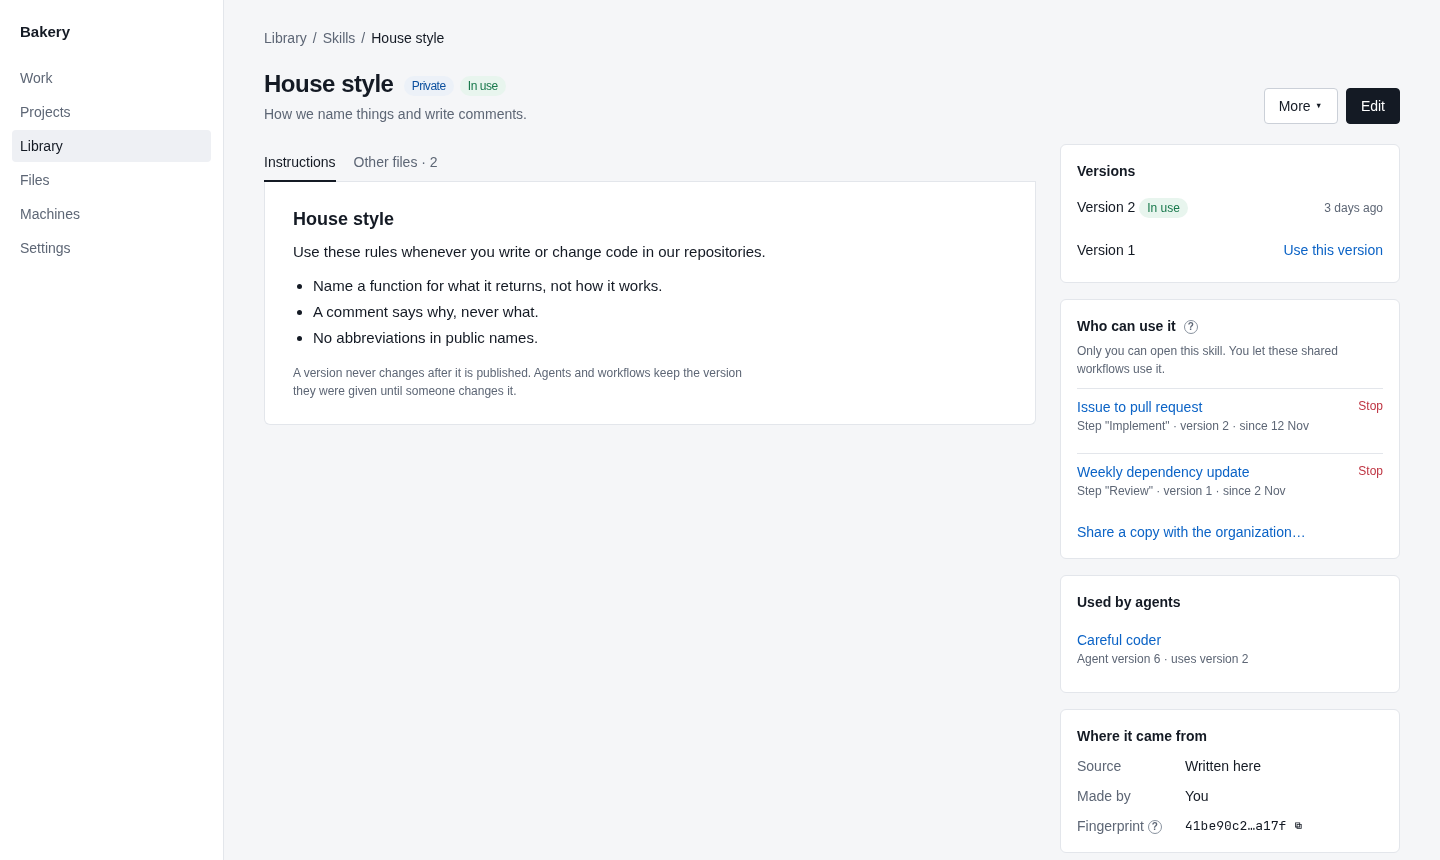 Bakery
Work
Projects
Library
Files
Machines
Settings
Library / Skills / House style
House style Private In use
How we name things and write comments.
More ▾ Edit
Instructions Other files · 2
House style
Use these rules whenever you write or change code in our repositories.
• Name a function for what it returns, not how it works.
• A comment says why, never what.
• No abbreviations in public names.
A version never changes after it is published. Agents and workflows keep the version
they were given until someone changes it.
Versions
Version 2 In use 3 days ago
Version 1 Use this version
Who can use it ?
Only you can open this skill. You let these shared
workflows use it.
Issue to pull request Stop
Step "Implement" · version 2 · since 12 Nov
Weekly dependency update Stop
Step "Review" · version 1 · since 2 Nov
Share a copy with the organization…
Used by agents
Careful coder
Agent version 6 · uses version 2
Where it came from
Source Written here
Made by You
Fingerprint ? 41be90c2…a17f